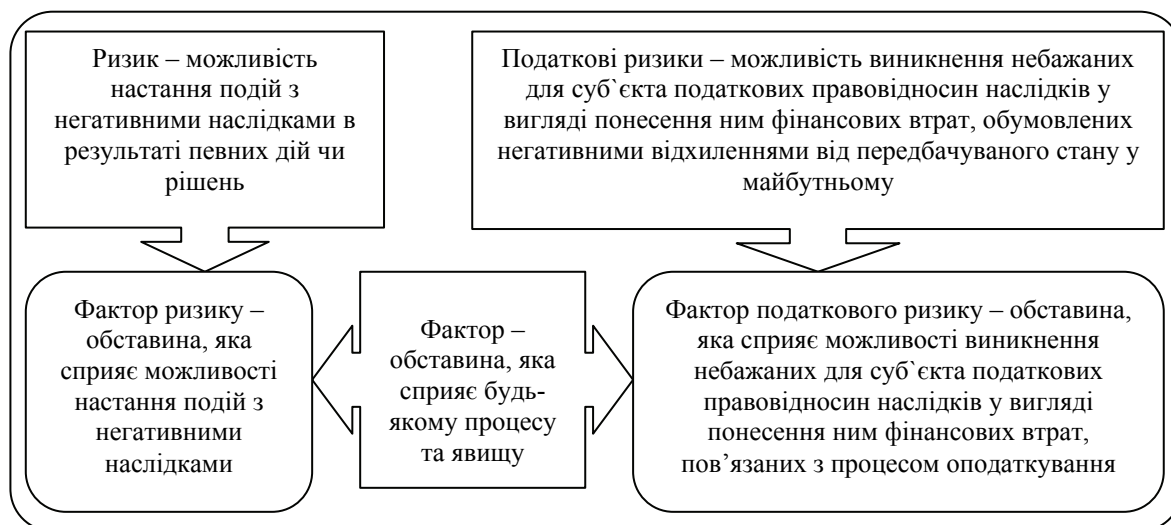 Ризик – можливість
настання подій з
негативними наслідками в
результаті певних дій чи
рішень
Податкові ризики – можливість виникнення небажаних
для суб`єкта податкових правовідносин наслідків у
вигляді понесення ним фінансових втрат, обумовлених
негативними відхиленнями від передбачуваного стану у
майбутньому
Фактор ризику –
обставина, яка
сприяє можливості
настання подій з
негативними
наслідками
Фактор –
обставина, яка
сприяє будь-
якому процесу
та явищу
Фактор податкового ризику – обставина,
яка сприяє можливості виникнення
небажаних для суб`єкта податкових
правовідносин наслідків у вигляді
понесення ним фінансових втрат,
пов’язаних з процесом оподаткування